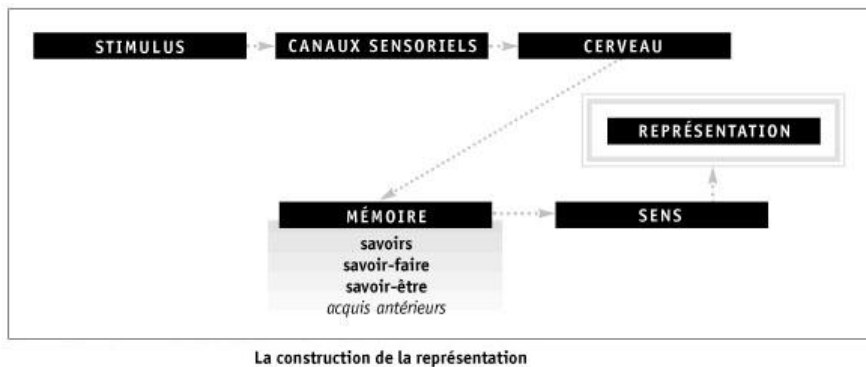 STIMULUS
CANAUX SENSORIELS
CERVEAU
REPRÉSENTATION
MÉMOIRE
SENS
savoirs
savoir-faire
savoir-être
acquis antérieurs
La construction de la représentation